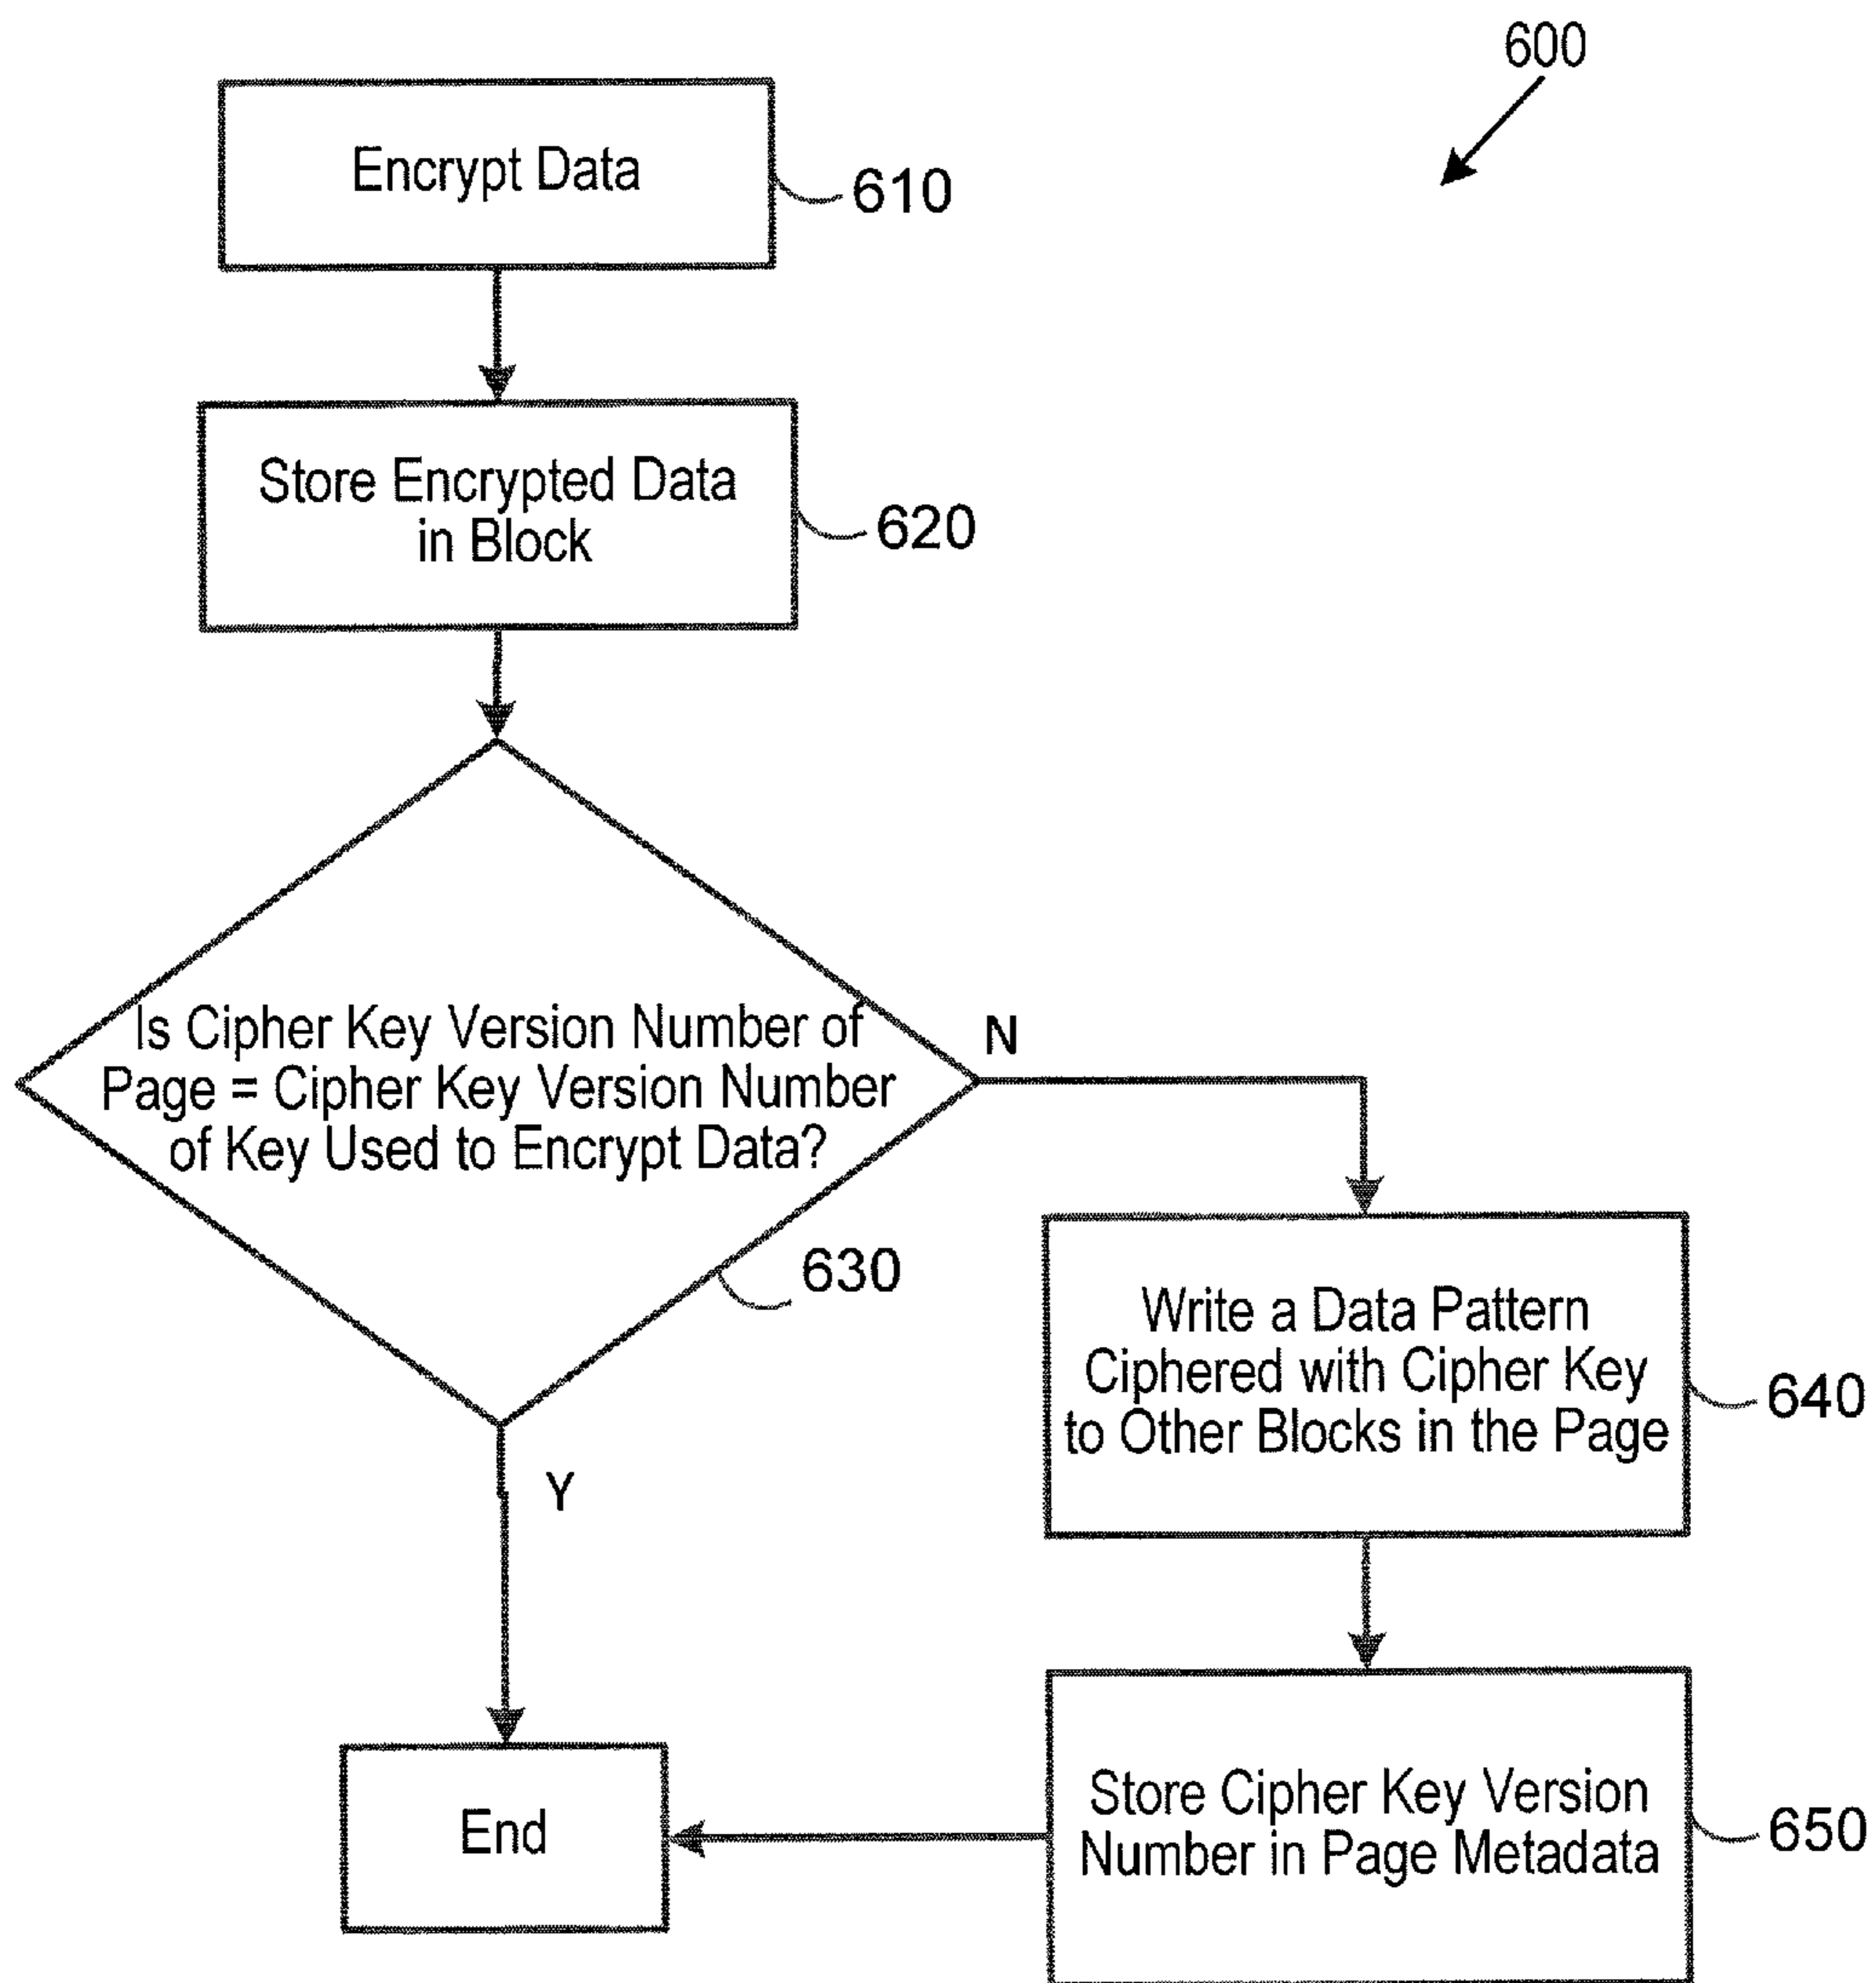 600
Encrypt Data
610
Store Encrypted Data
in Block
620
Is Cipher Key Version Number of
Page = Cipher Key Version Number
of Key Used to Encrypt Data?
N
630
Y
Write a Data Pattern
Ciphered with Cipher Key
to Other Blocks in the Page
640
Store Cipher Key Version
Number in Page Metadata
650
End